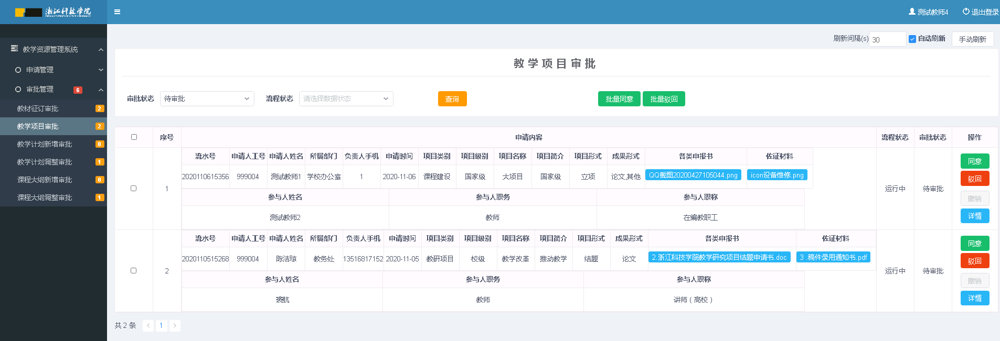 浙江科技学院
测试教师4 退出登录
刷新间隔(s) 30 自动刷新 手动刷新
教学资源管理系统
申请管理
审批管理 6
教材征订审批 2
教学项目审批 2
教学计划新增审批 0
教学计划调整审批 1
课程大纲新增审批 0
课程大纲调整审批 1
教学项目审批
审批状态 待审批 流程状态 请选择数据状态 查询 批量同意 批量驳回
序号 申请内容 流程状态 审批状态 操作
流水号 申请人工号 申请人姓名 所属部门 负责人手机 申请时间 项目类别 项目级别 项目名称 项目简介 项目形式 成果形式 各类申报书 佐证材料
2020110615356 999004 测试教师1 学校办公室 1 2020-11-06 课程建设 国家级 大项目 国家级 立项 论文,其他 QQ截图20200427105044.png icon设备维修.png
1 运行中 待审批 同意 驳回 撤销 详情
参与人姓名 参与人职务 参与人职称
测试教师2 教师 在编教职工
流水号 申请人工号 申请人姓名 所属部门 负责人手机 申请时间 项目类别 项目级别 项目名称 项目简介 项目形式 成果形式 各类申报书 佐证材料
2020110515268 999004 陈洁琼 教务处 13516817152 2020-11-05 教研项目 校级 教学改革 推动教学 结题 论文 2.浙江科技学院教学研究项目结题申请书.doc 3 .稿件录用通知书.pdf
2 运行中 待审批 同意 驳回 撤销 详情
参与人姓名 参与人职务 参与人职称
裘航 教师 讲师（高校）
共 2 条 < 1 >